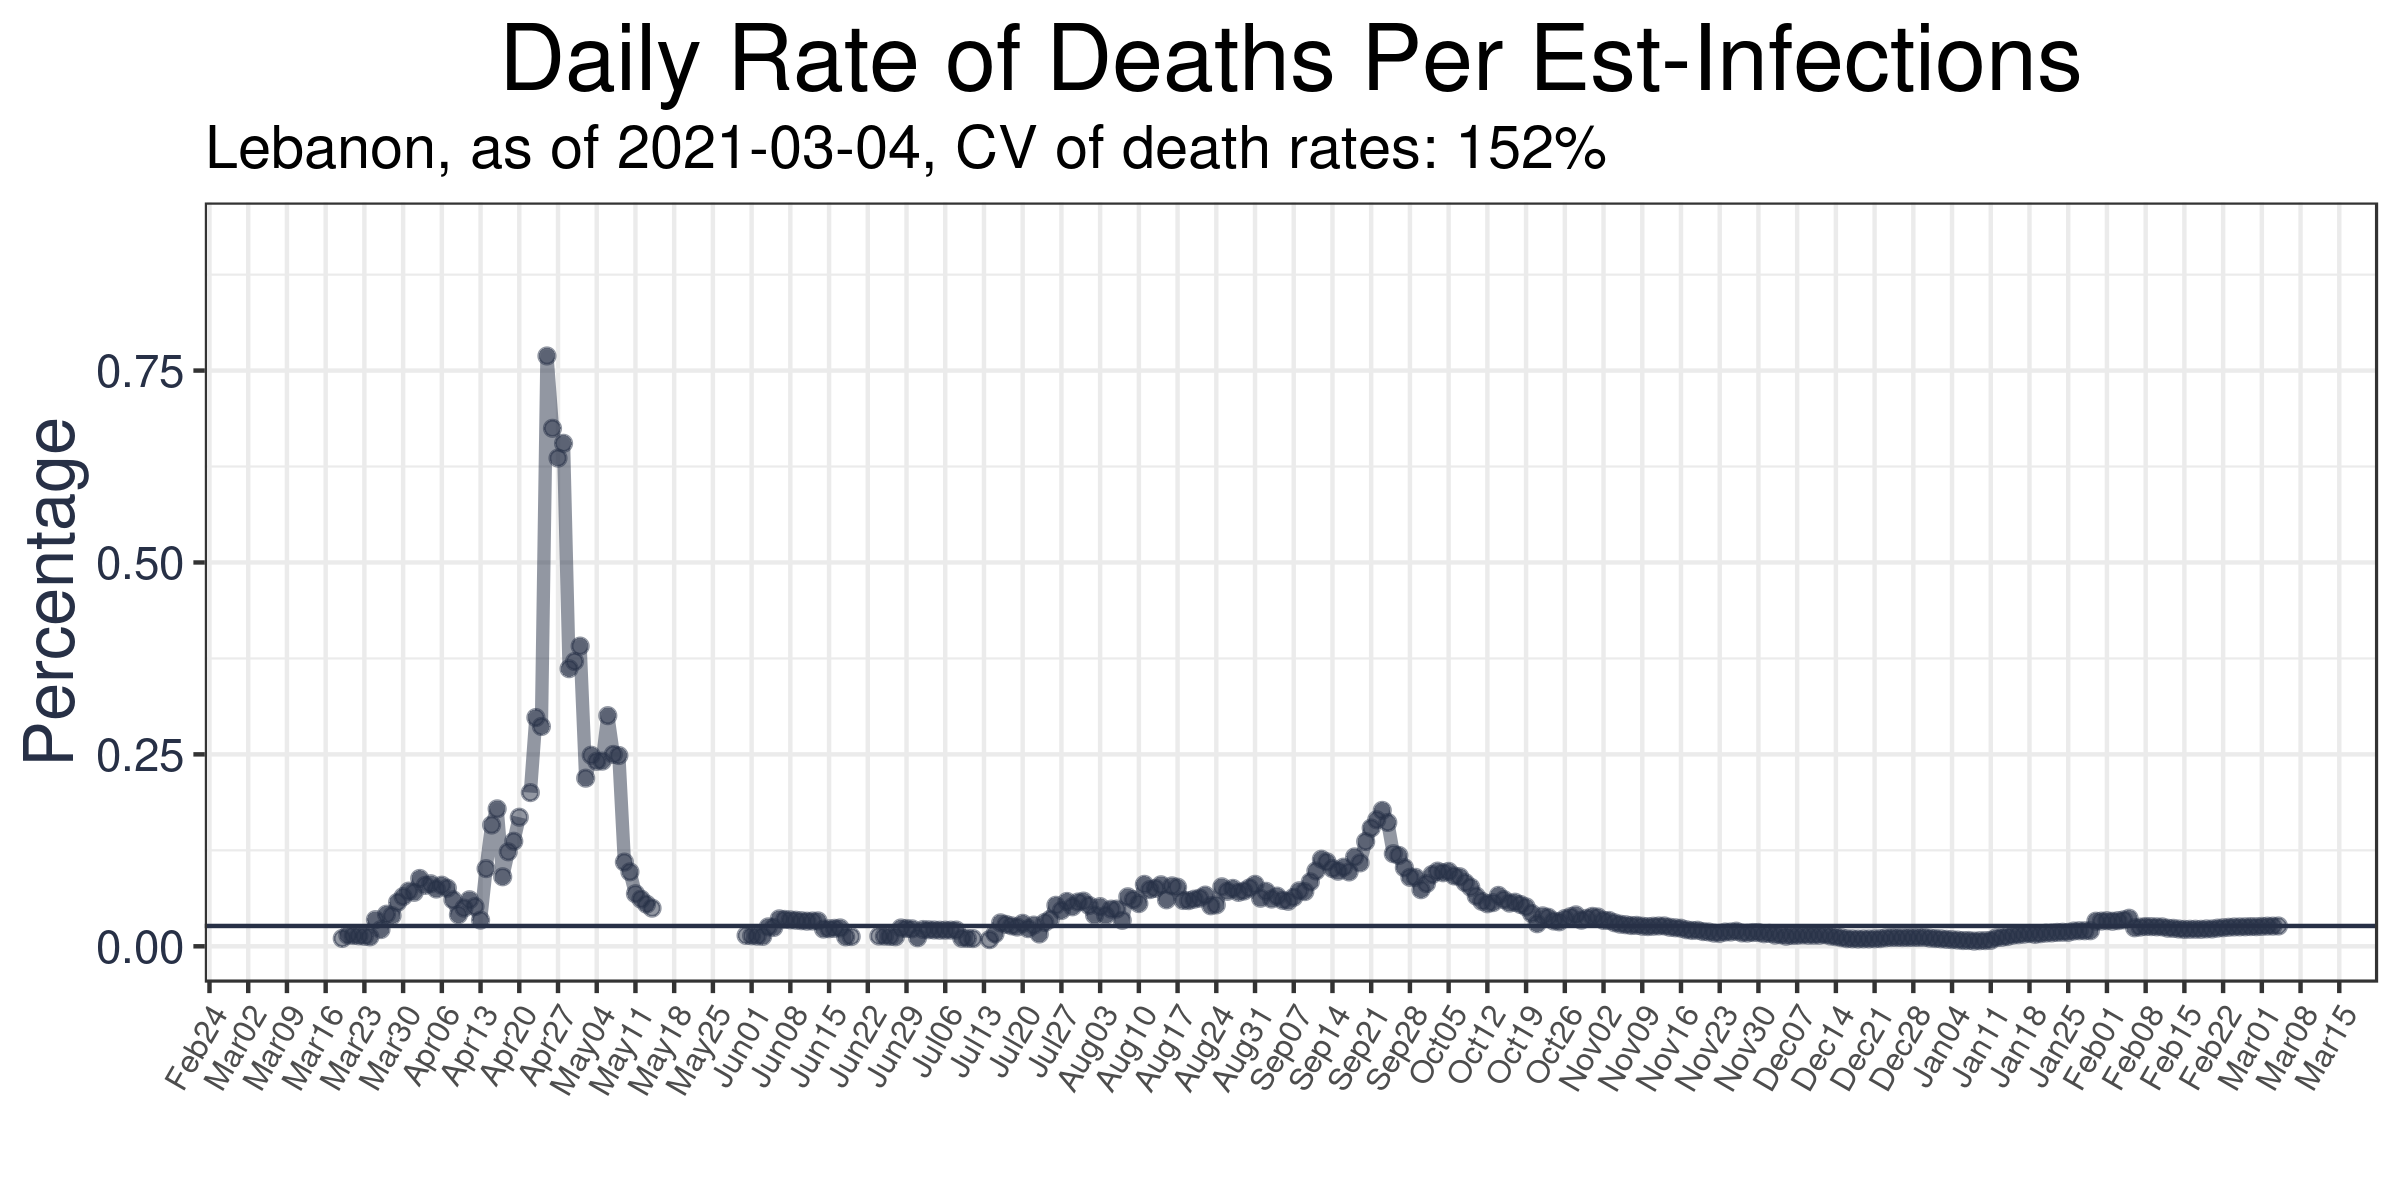 Daily Rate of Deaths Per Est-Infections
Lebanon, as of 2021-03-04, CV of death rates: 152%
Percentage
0.75
0.50
0.25
0.00
Feb24
Mar02
Mar09
Mar16
Mar23
Mar30
Apr06
Apr13
Apr20
Apr27
May04
May11
May18
May25
Jun01
Jun08
Jun15
Jun22
Jun29
Jul06
Jul13
Jul20
Jul27
Aug03
Aug10
Aug17
Aug24
Aug31
Sep07
Sep14
Sep21
Sep28
Oct05
Oct12
Oct19
Oct26
Nov02
Nov09
Nov16
Nov23
Nov30
Dec07
Dec14
Dec21
Dec28
Jan04
Jan11
Jan18
Jan25
Feb01
Feb08
Feb15
Feb22
Mar01
Mar08
Mar15